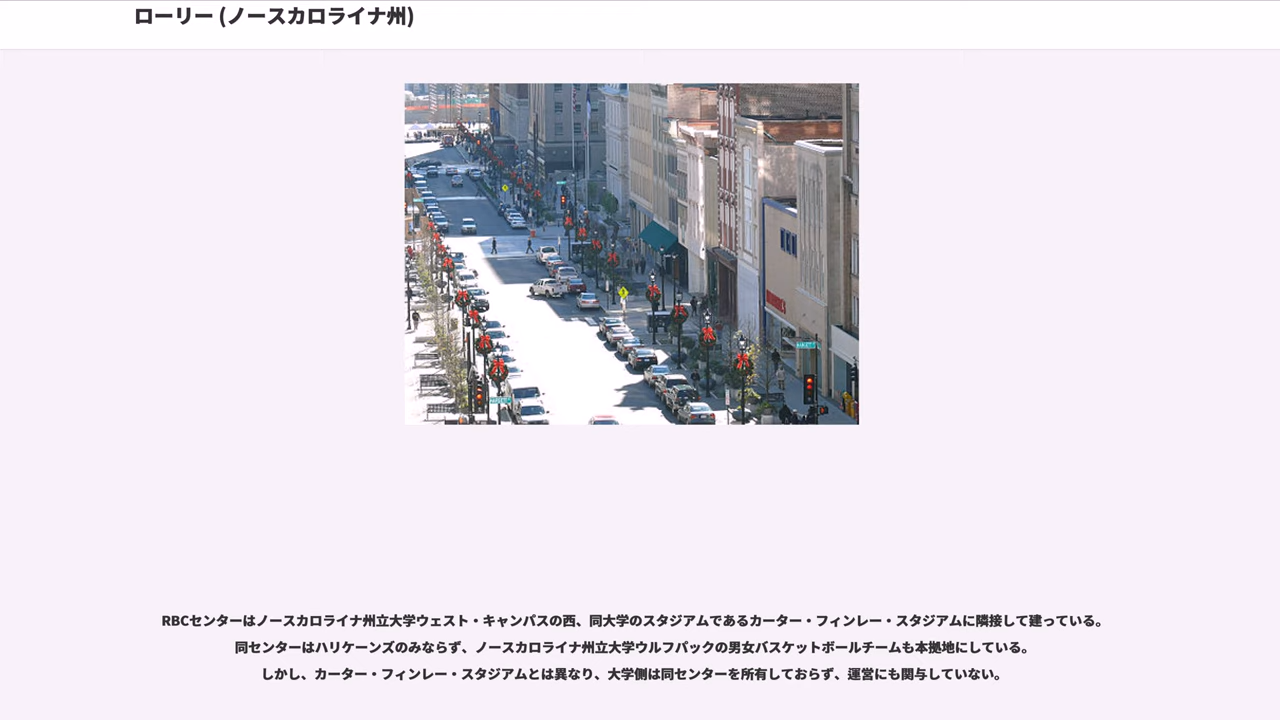 ローリー (ノースカロライナ州)
RBCセンターはノースカロライナ州立大学ウェスト・キャンパスの西、同大学のスタジアムであるカーター・フィンレー・スタジアムに隣接して建っている。
同センターはハリケーンズのみならず、ノースカロライナ州立大学ウルフパックの男女バスケットボールチームも本拠地にしている。
しかし、カーター・フィンレー・スタジアムとは異なり、大学側は同センターを所有しておらず、運営にも関与していない。